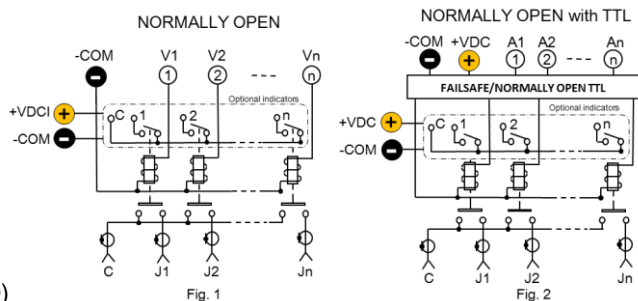 NORMALLY OPEN
-COM V1 V2 Vn
1 2 ---- n
Optional indicators
+VDCI
-COM
C 1 2 n
C J1 J2 Jn
Fig. 1
NORMALLY OPEN with TTL
-COM +VDC A1 A2 An
1 2 ---- n
FAILSAFE/NORMALLY OPEN TTL
Optional indicators
+VDC
-COM
C 1 2 n
C J1 J2 Jn
Fig. 2
)